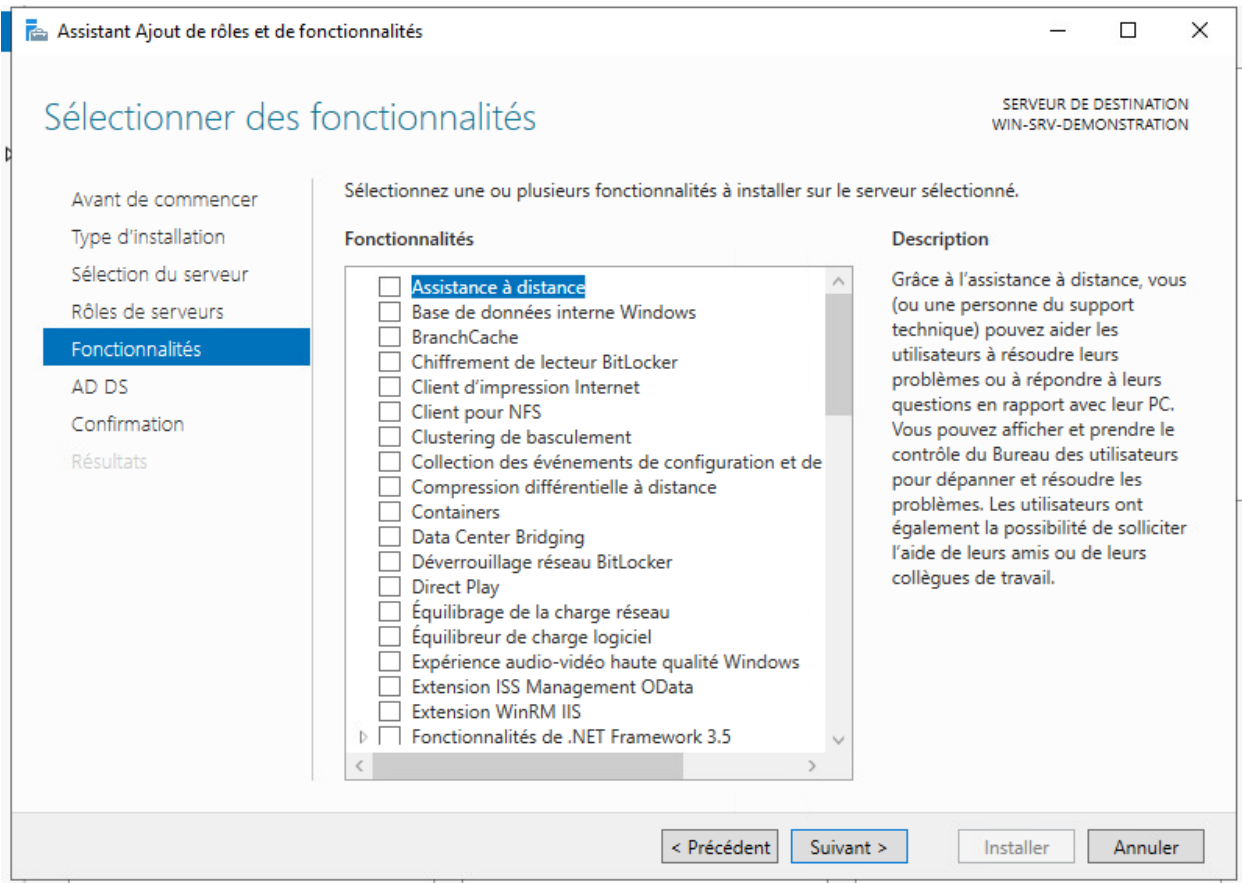 Assistant Ajout de rôles et de fonctionnalités
Sélectionner des fonctionnalités
SERVEUR DE DESTINATION
WIN-SRV-DEMONSTRATION
Avant de commencer
Type d'installation
Sélection du serveur
Rôles de serveurs
Fonctionnalités
AD DS
Confirmation
Résultats
Sélectionnez une ou plusieurs fonctionnalités à installer sur le serveur sélectionné.
Fonctionnalités
Assistance à distance
Base de données interne Windows
BranchCache
Chiffrement de lecteur BitLocker
Client d'impression Internet
Client pour NFS
Clustering de basculement
Collection des événements de configuration et de
Compression différentielle à distance
Containers
Data Center Bridging
Déverrouillage réseau BitLocker
Direct Play
Équilibrage de la charge réseau
Équilibreur de charge logiciel
Expérience audio-vidéo haute qualité Windows
Extension ISS Management OData
Extension WinRM IIS
Fonctionnalités de .NET Framework 3.5
Description
Grâce à l'assistance à distance, vous
(ou une personne du support
technique) pouvez aider les
utilisateurs à résoudre leurs
problèmes ou à répondre à leurs
questions en rapport avec leur PC.
Vous pouvez afficher et prendre le
contrôle du Bureau des utilisateurs
pour dépanner et résoudre les
problèmes. Les utilisateurs ont
également la possibilité de solliciter
l'aide de leurs amis ou de leurs
collègues de travail.
< Précédent
Suivant >
Installer
Annuler